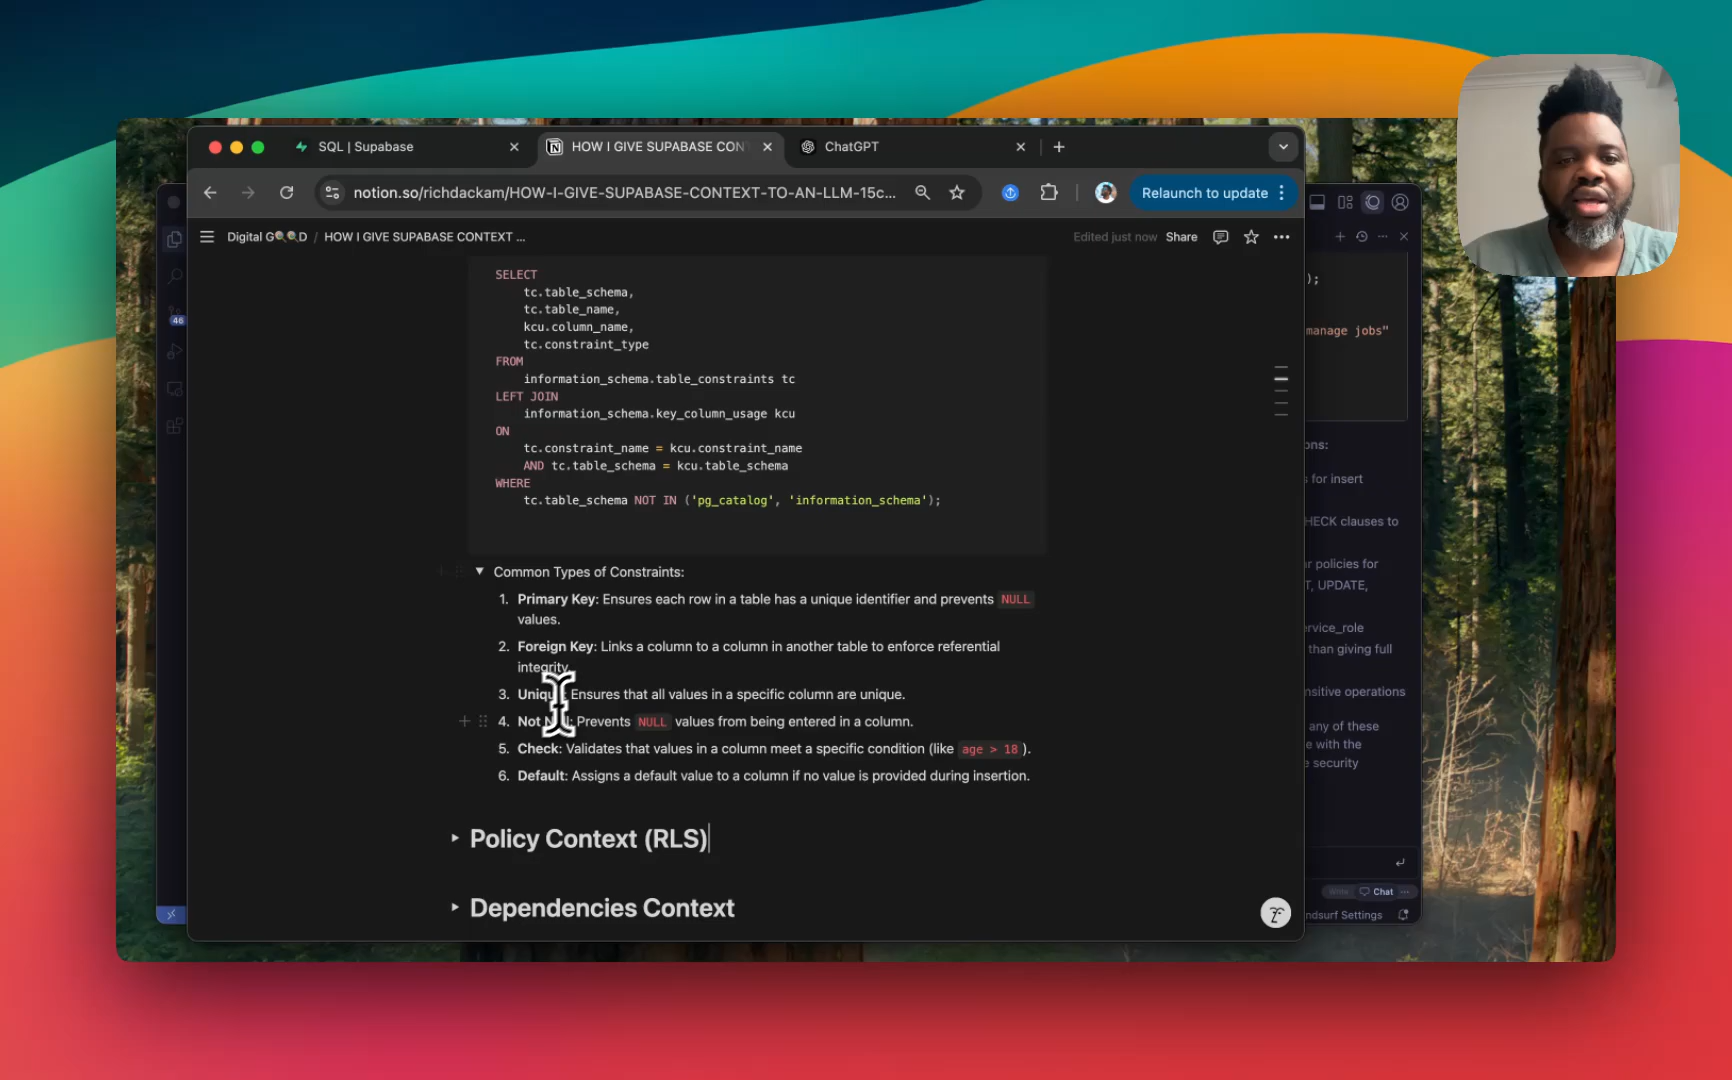 SQL | Supabase
HOW I GIVE SUPABASE CON
ChatGPT
notion.so/richdackam/HOW-I-GIVE-SUPABASE-CONTEXT-TO-AN-LLM-15c...
Relaunch to update
Digital G🔍🔍D / HOW I GIVE SUPABASE CONTEXT ...
Edited just now
Share
46
SELECT
tc.table_schema,
tc.table_name,
kcu.column_name,
tc.constraint_type
FROM
information_schema.table_constraints tc
LEFT JOIN
information_schema.key_column_usage kcu
ON
tc.constraint_name = kcu.constraint_name
AND tc.table_schema = kcu.table_schema
WHERE
tc.table_schema NOT IN ('pg_catalog', 'information_schema');
Common Types of Constraints:
1. Primary Key: Ensures each row in a table has a unique identifier and prevents NULL
values.
2. Foreign Key: Links a column to a column in another table to enforce referential
integrity.
3. Unique: Ensures that all values in a specific column are unique.
4. Not Null: Prevents NULL values from being entered in a column.
5. Check: Validates that values in a column meet a specific condition (like age > 18 ).
6. Default: Assigns a default value to a column if no value is provided during insertion.
Policy Context (RLS)
Dependencies Context
);
manage jobs"
ons:
s for insert
HECK clauses to
r policies for
T, UPDATE,
ervice_role
than giving full
nsitive operations
any of these
e with the
e security
Write
Chat
ndsurf Settings